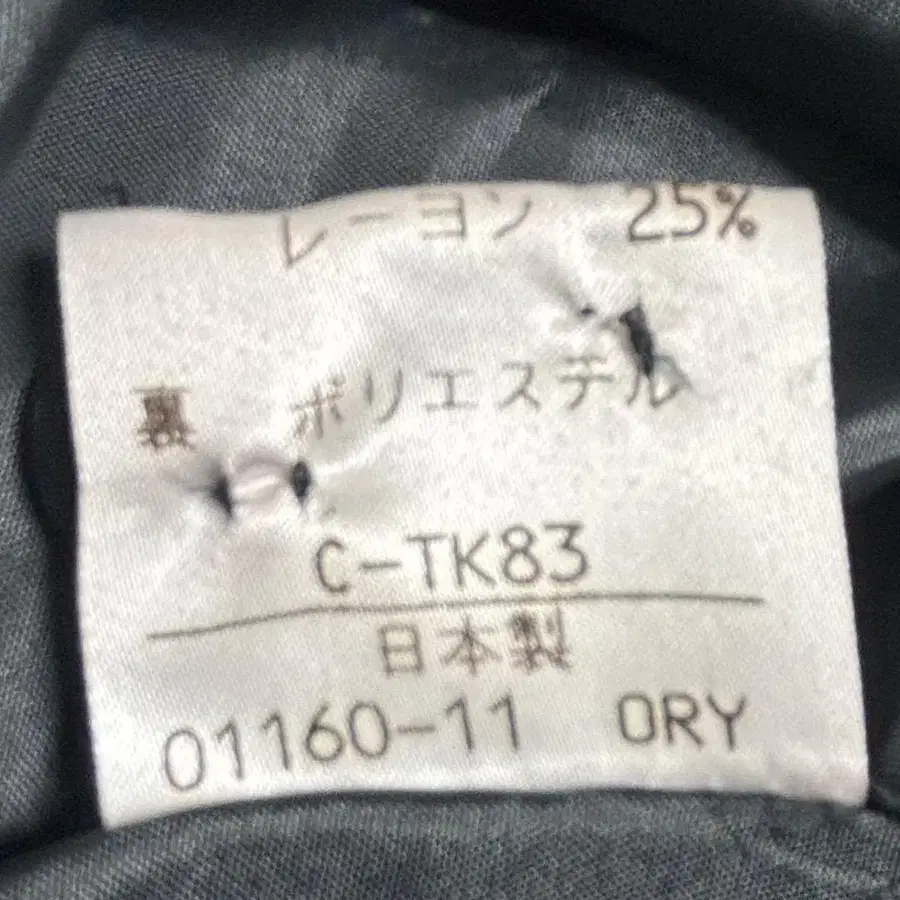 レーヨン 25%
裏 ポリエステル
C-TK83
日本製
01160-11 ORY